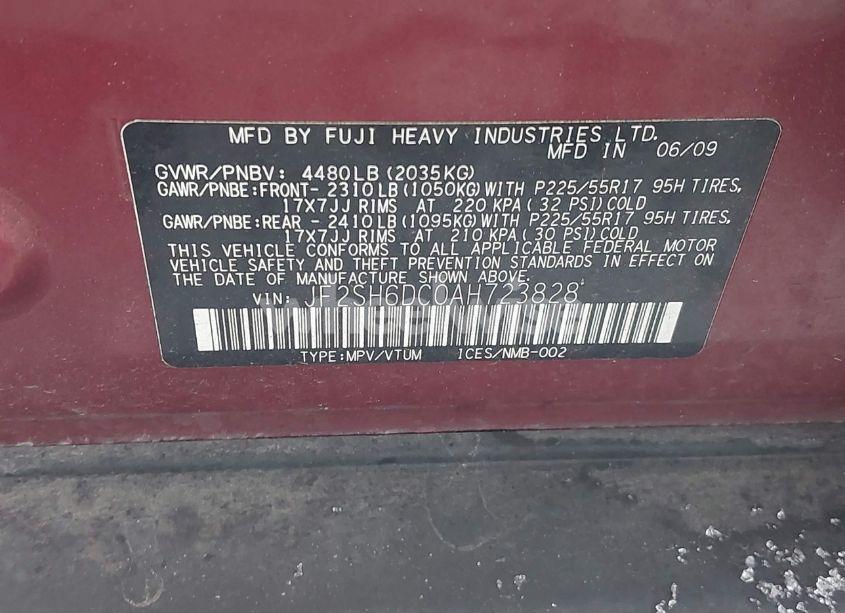 MFD BY FUJI HEAVY INDUSTRIES LTD.
MFD IN 06/09
GVWR/PNBV: 4480LB (2035KG)
GAWR/PNBE:FRONT- 2310LB(1050KG)WITH P225/55R17 95H TIRES,
17X7JJ RIMS AT 220 KPA( 32 PSI)COLD
GAWR/PNBE:REAR - 2410LB(1095KG)WITH P225/55R17 95H TIRES,
17X7JJ RIMS AT 210 KPA( 30 PSI)COLD
THIS VEHICLE CONFORMS TO ALL APPLICABLE FEDERAL MOTOR
VEHICLE SAFETY AND THEFT PREVENTION STANDARDS IN EFFECT ON
THE DATE OF MANUFACTURE SHOWN ABOVE.
VIN: JF2SH6DC0AH723828
TYPE:MPV/VTUM ICES/NMB-002